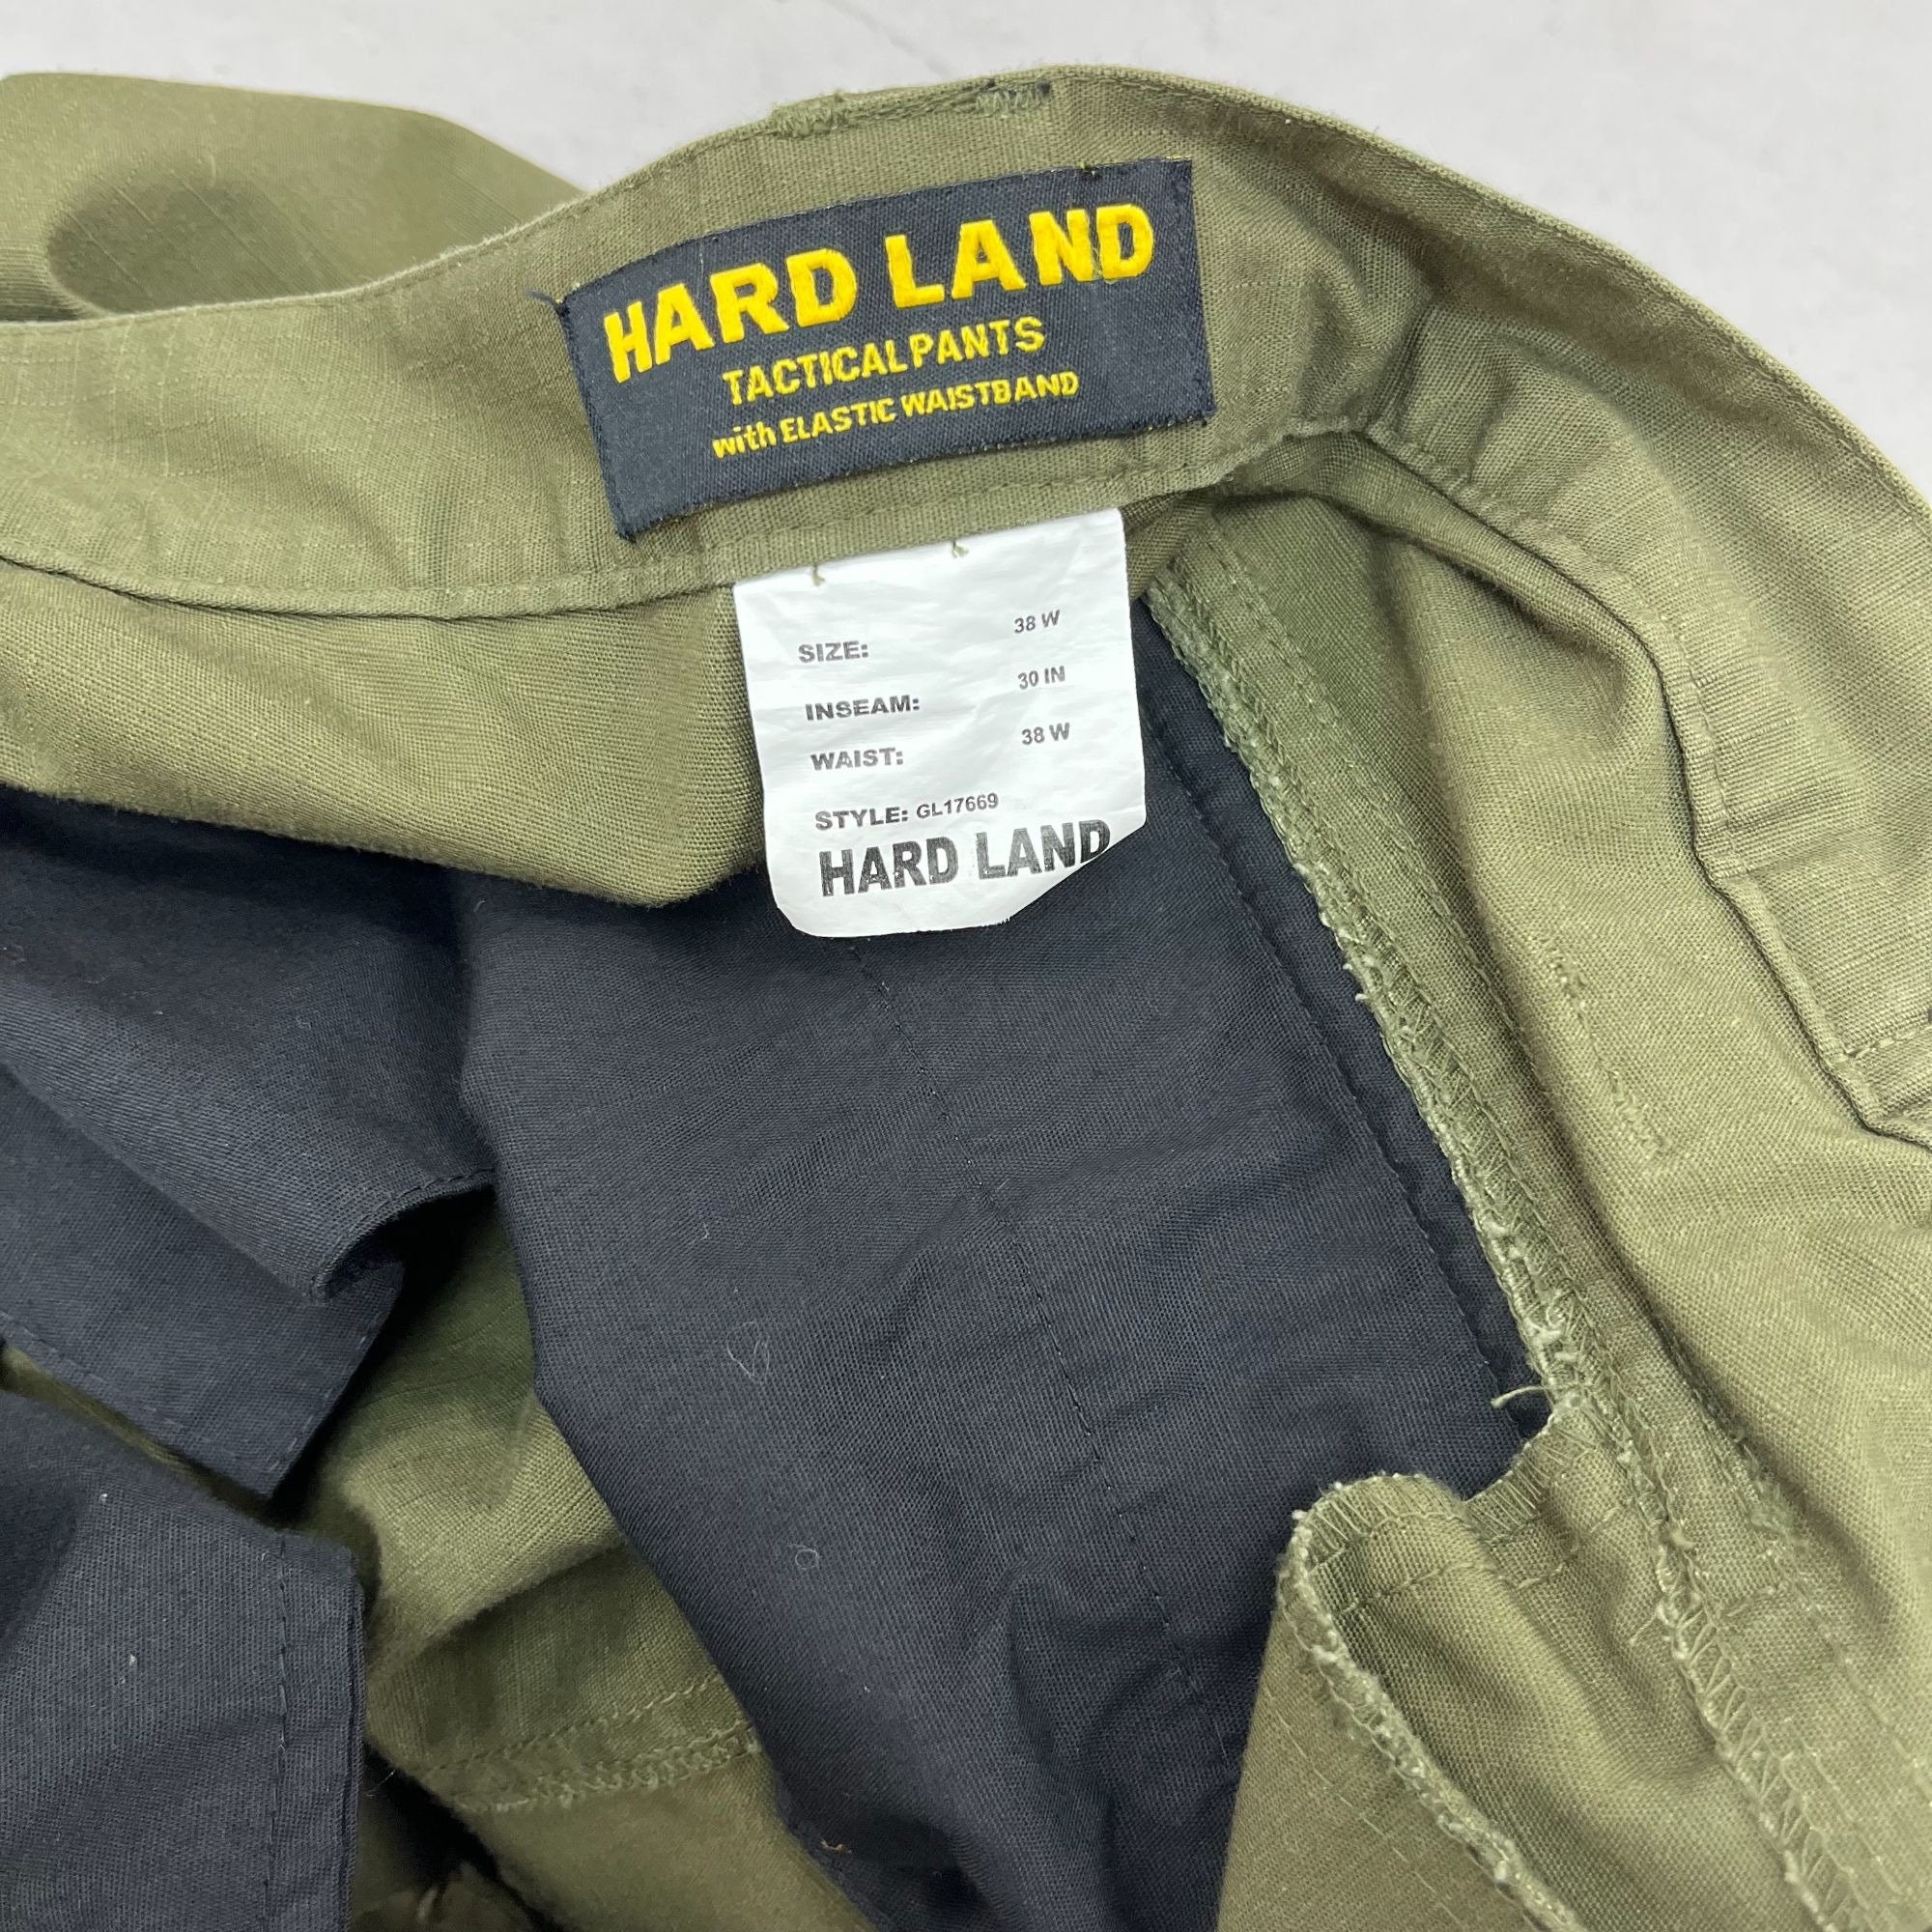 HARD LAND
TACTICAL PANTS
with ELASTIC WAISTBAND
SIZE: 38 W
INSEAM: 30 IN
WAIST: 38 W
STYLE: GL17669
HARD LAND